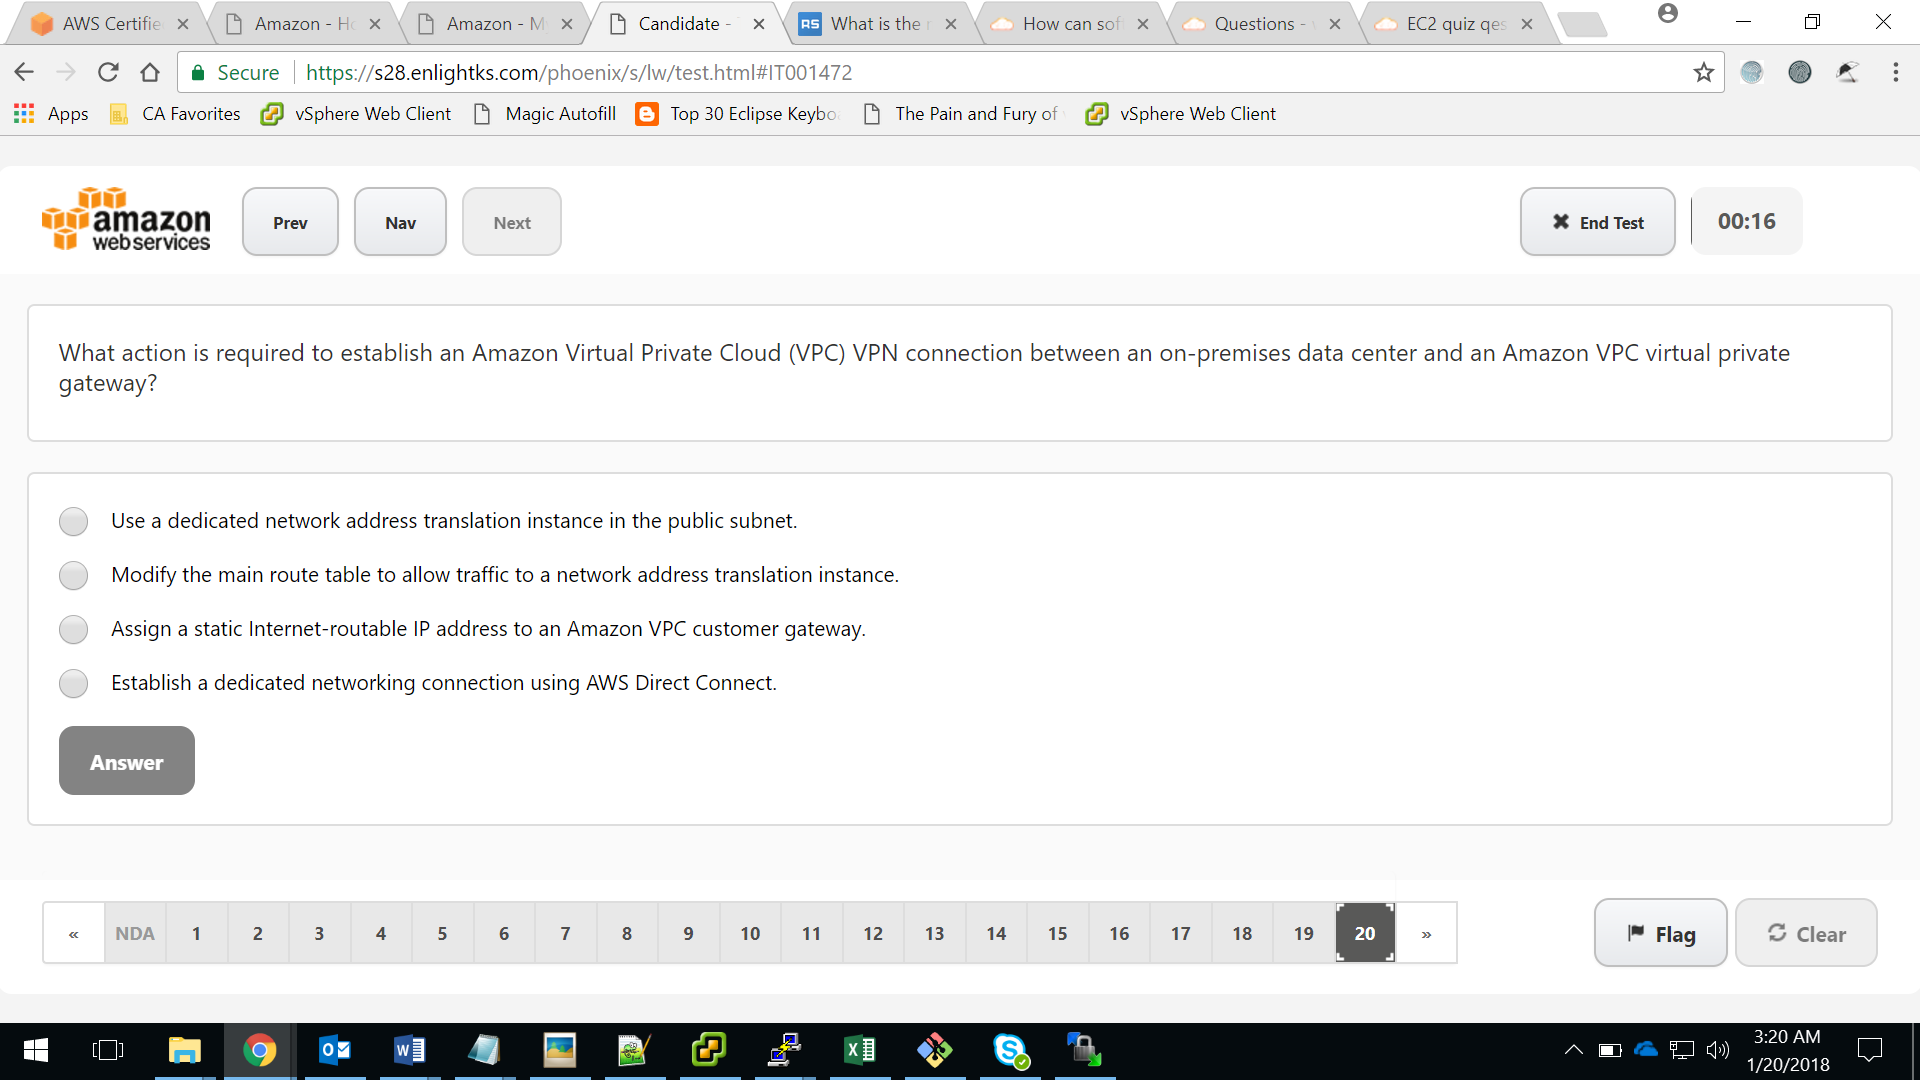 AWS Certifie
Amazon - Ho
Amazon - M
Candidate -
What is the
How can sof
Questions -
EC2 quiz qes
Secure
https://s28.enlightks.com/phoenix/s/lw/test.html#IT001472
Apps
CA Favorites
vSphere Web Client
Magic Autofill
Top 30 Eclipse Keybo
The Pain and Fury of
vSphere Web Client
amazon
webservices
Prev
Nav
Next
End Test
00:16
What action is required to establish an Amazon Virtual Private Cloud (VPC) VPN connection between an on-premises data center and an Amazon VPC virtual private
gateway?
Use a dedicated network address translation instance in the public subnet.
Modify the main route table to allow traffic to a network address translation instance.
Assign a static Internet-routable IP address to an Amazon VPC customer gateway.
Establish a dedicated networking connection using AWS Direct Connect.
Answer
« NDA 1 2 3 4 5 6 7 8 9 10 11 12 13 14 15 16 17 18 19 20 »
Flag
Clear
3:20 AM
1/20/2018